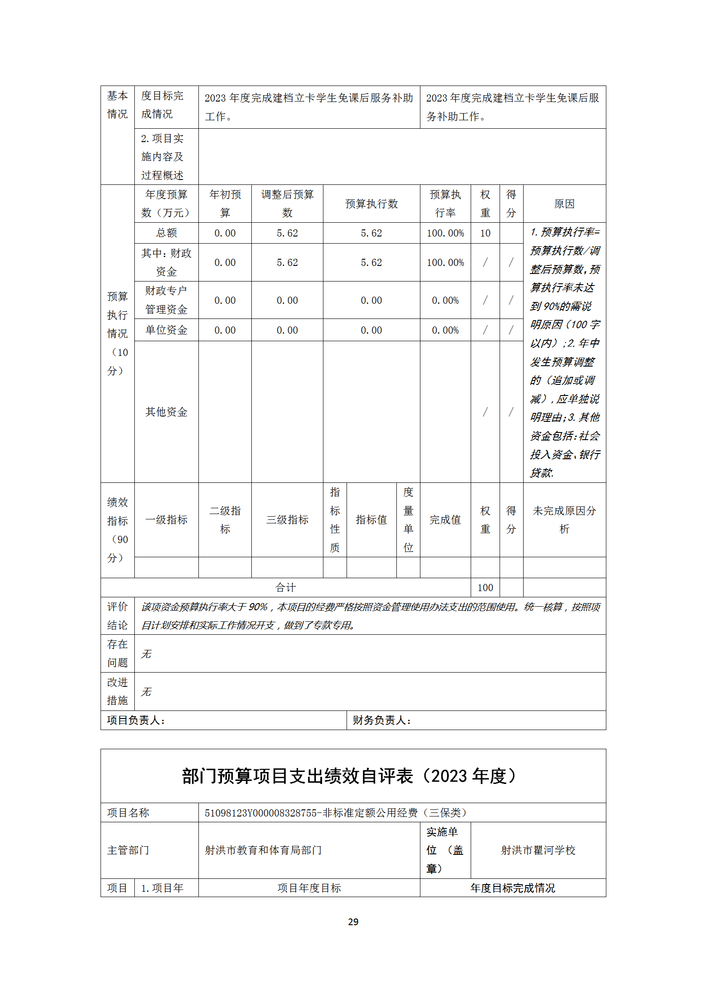 基本
情况
度目标完
成情况
2023 年度完成建档立卡学生免课后服务补助
工作。
2023 年度完成建档立卡学生免课后服
务补助工作。
2.项目实
施内容及
过程概述
预算
执行
情况
（10
分）
年度预算
数（万元）
年初预
算
调整后预算
数
预算执行数
预算执
行率
权
重
得
分
原因
总额
0.00
5.62
5.62
100.00%
10
其中：财政
资金
0.00
5.62
5.62
100.00%
/
/
财政专户
管理资金
0.00
0.00
0.00
0.00%
/
/
单位资金
0.00
0.00
0.00
0.00%
/
/
其他资金
/
/
1.预算执行率=
预算执行数/调
整后预算数，预
算执行率未达
到 90%的需说
明原因（100 字
以内）;2.年中
发生预算调整
的（追加或调
减），应单独说
明理由；3.其他
资金包括：社会
投入资金、银行
贷款.
绩效
指标
（90
分）
一级指标
二级指
标
三级指标
指
标
性
质
指标值
度
量
单
位
完成值
权
重
得
分
未完成原因分
析
合计
100
评价
结论
该项资金预算执行率大于 90%，本项目的经费严格按照资金管理使用办法支出的范围使用。统一核算，按照项
目计划安排和实际工作情况开支，做到了专款专用。
存在
问题
无
改进
措施
无
项目负责人：
财务负责人：
部门预算项目支出绩效自评表（2023 年度）
项目名称
51098123Y000008328755-非标准定额公用经费（三保类）
主管部门
射洪市教育和体育局部门
实施单
位 （盖
章）
射洪市瞿河学校
项目
1.项目年
项目年度目标
年度目标完成情况
29